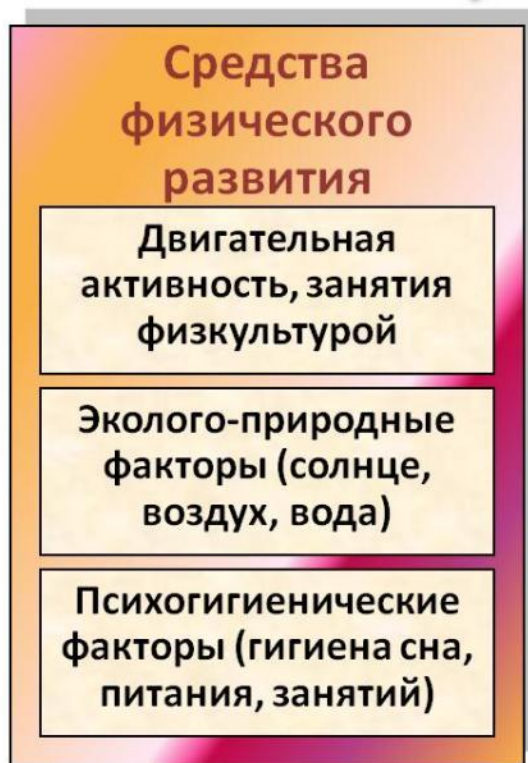 Средства
физического
развития
Двигательная
активность, занятия
физкультурой
Эколого-природные
факторы (солнце,
воздух, вода)
Психогигиенические
факторы (гигиена сна,
питания, занятий)